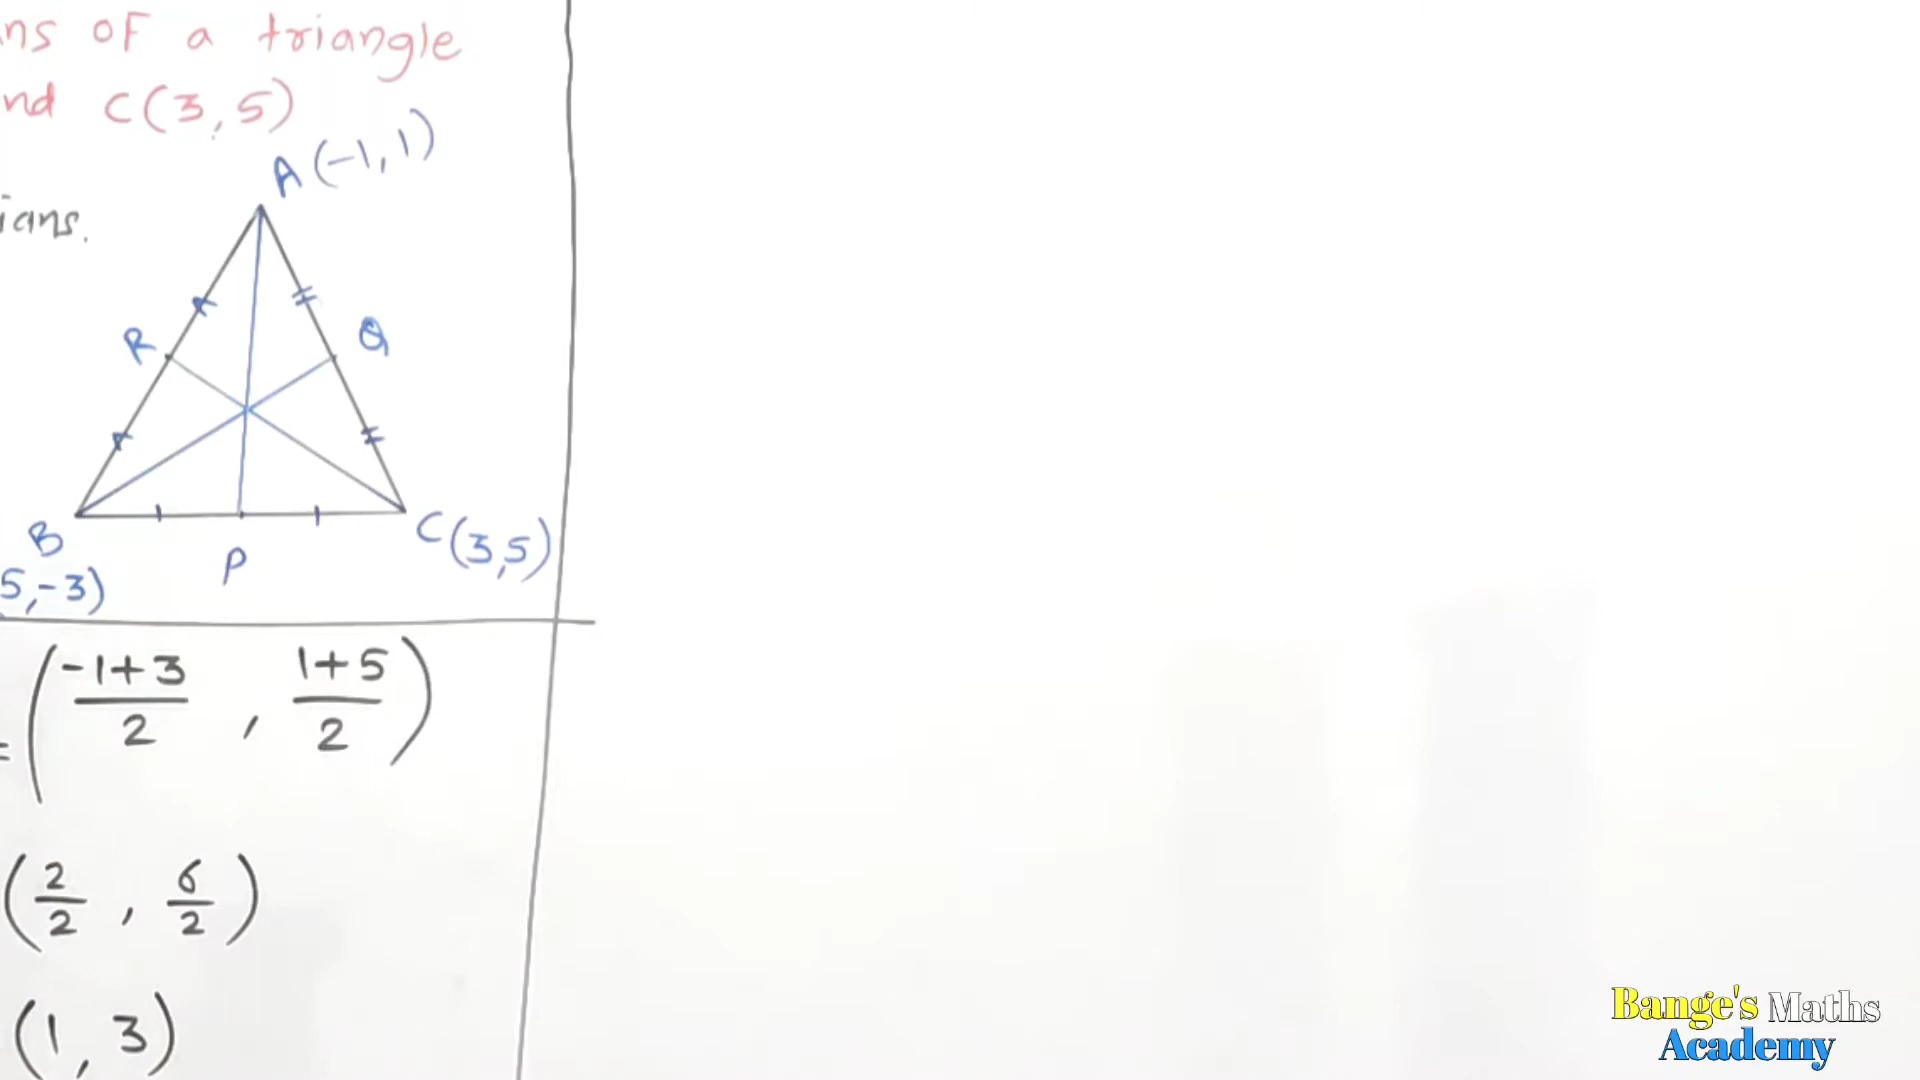 ns of a triangle
nd C(3,5)
A(-1,1)
ians.
R
Q
B
C(3,5)
P
5,-3)
= (-1+3/2 , 1+5/2)
(2/2 , 6/2)
(1,3)
Bange's Maths
Academy